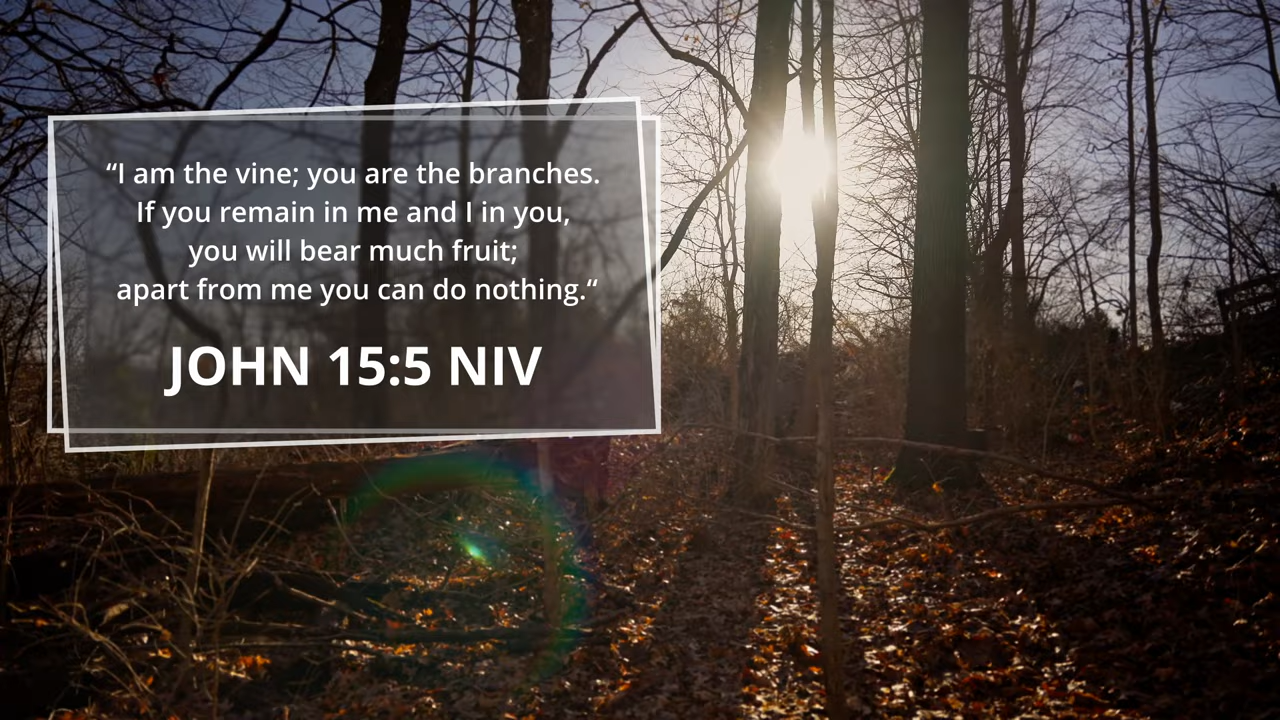 “I am the vine; you are the branches.
If you remain in me and I in you,
you will bear much fruit;
apart from me you can do nothing.“
JOHN 15:5 NIV